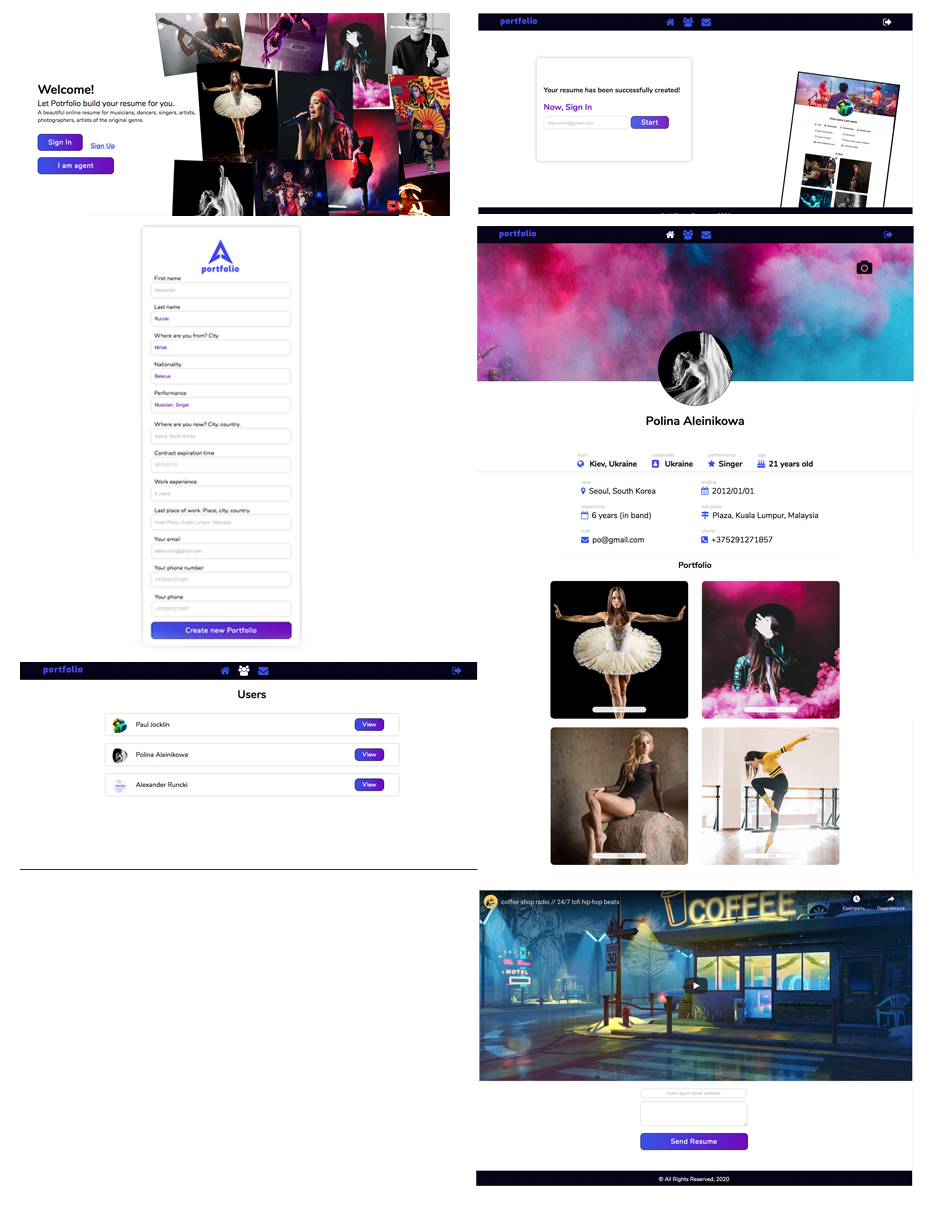 Welcome!
Let Potrfolio build your resume for you.
A beautiful online resume for musicians, dancers, singers, artists,
photographers, artists of the original genre.
Sign In
Sign Up
I am agent
portfolio
Your resume has been successfully created!
Now, Sign In
alexrunski@gmail.com
Start
portfolio
First name
Alexander
Last name
Runcki
Where are you from? City
Minsk
Nationality
Belarus
Performance
Musician, Singer
Where are you now? City, country.
Seoul, South Korea
Contract expiration time
2012.01.01
Work experience
6 years
Last place of work. Place, city, country.
Hotel Plaza, Kuala Lumpur, Malaysia
Your email
alexrunski@gmail.com
Your phone number
+375291271857
Your phone
+375291271857
Create new Portfolio
portfolio
Polina Aleinikowa
from
nationality
performance
age
Kiev, Ukraine
Ukraine
Singer
21 years old
now
ending
Seoul, South Korea
2012/01/01
experience
last place
6 years (in band)
Plaza, Kuala Lumpur, Malaysia
mail
phone
po@gmail.com
+375291271857
Portfolio
portfolio
Users
Paul Jocklin
View
Polina Aleinikowa
View
Alexander Runcki
View
coffee shop radio // 24/7 lofi hip-hop beats
Смотреть
Поделиться
COFFEE
SPEED
30
MOTEL
Insert agent email address
Send Resume
© All Rights Reserved, 2020